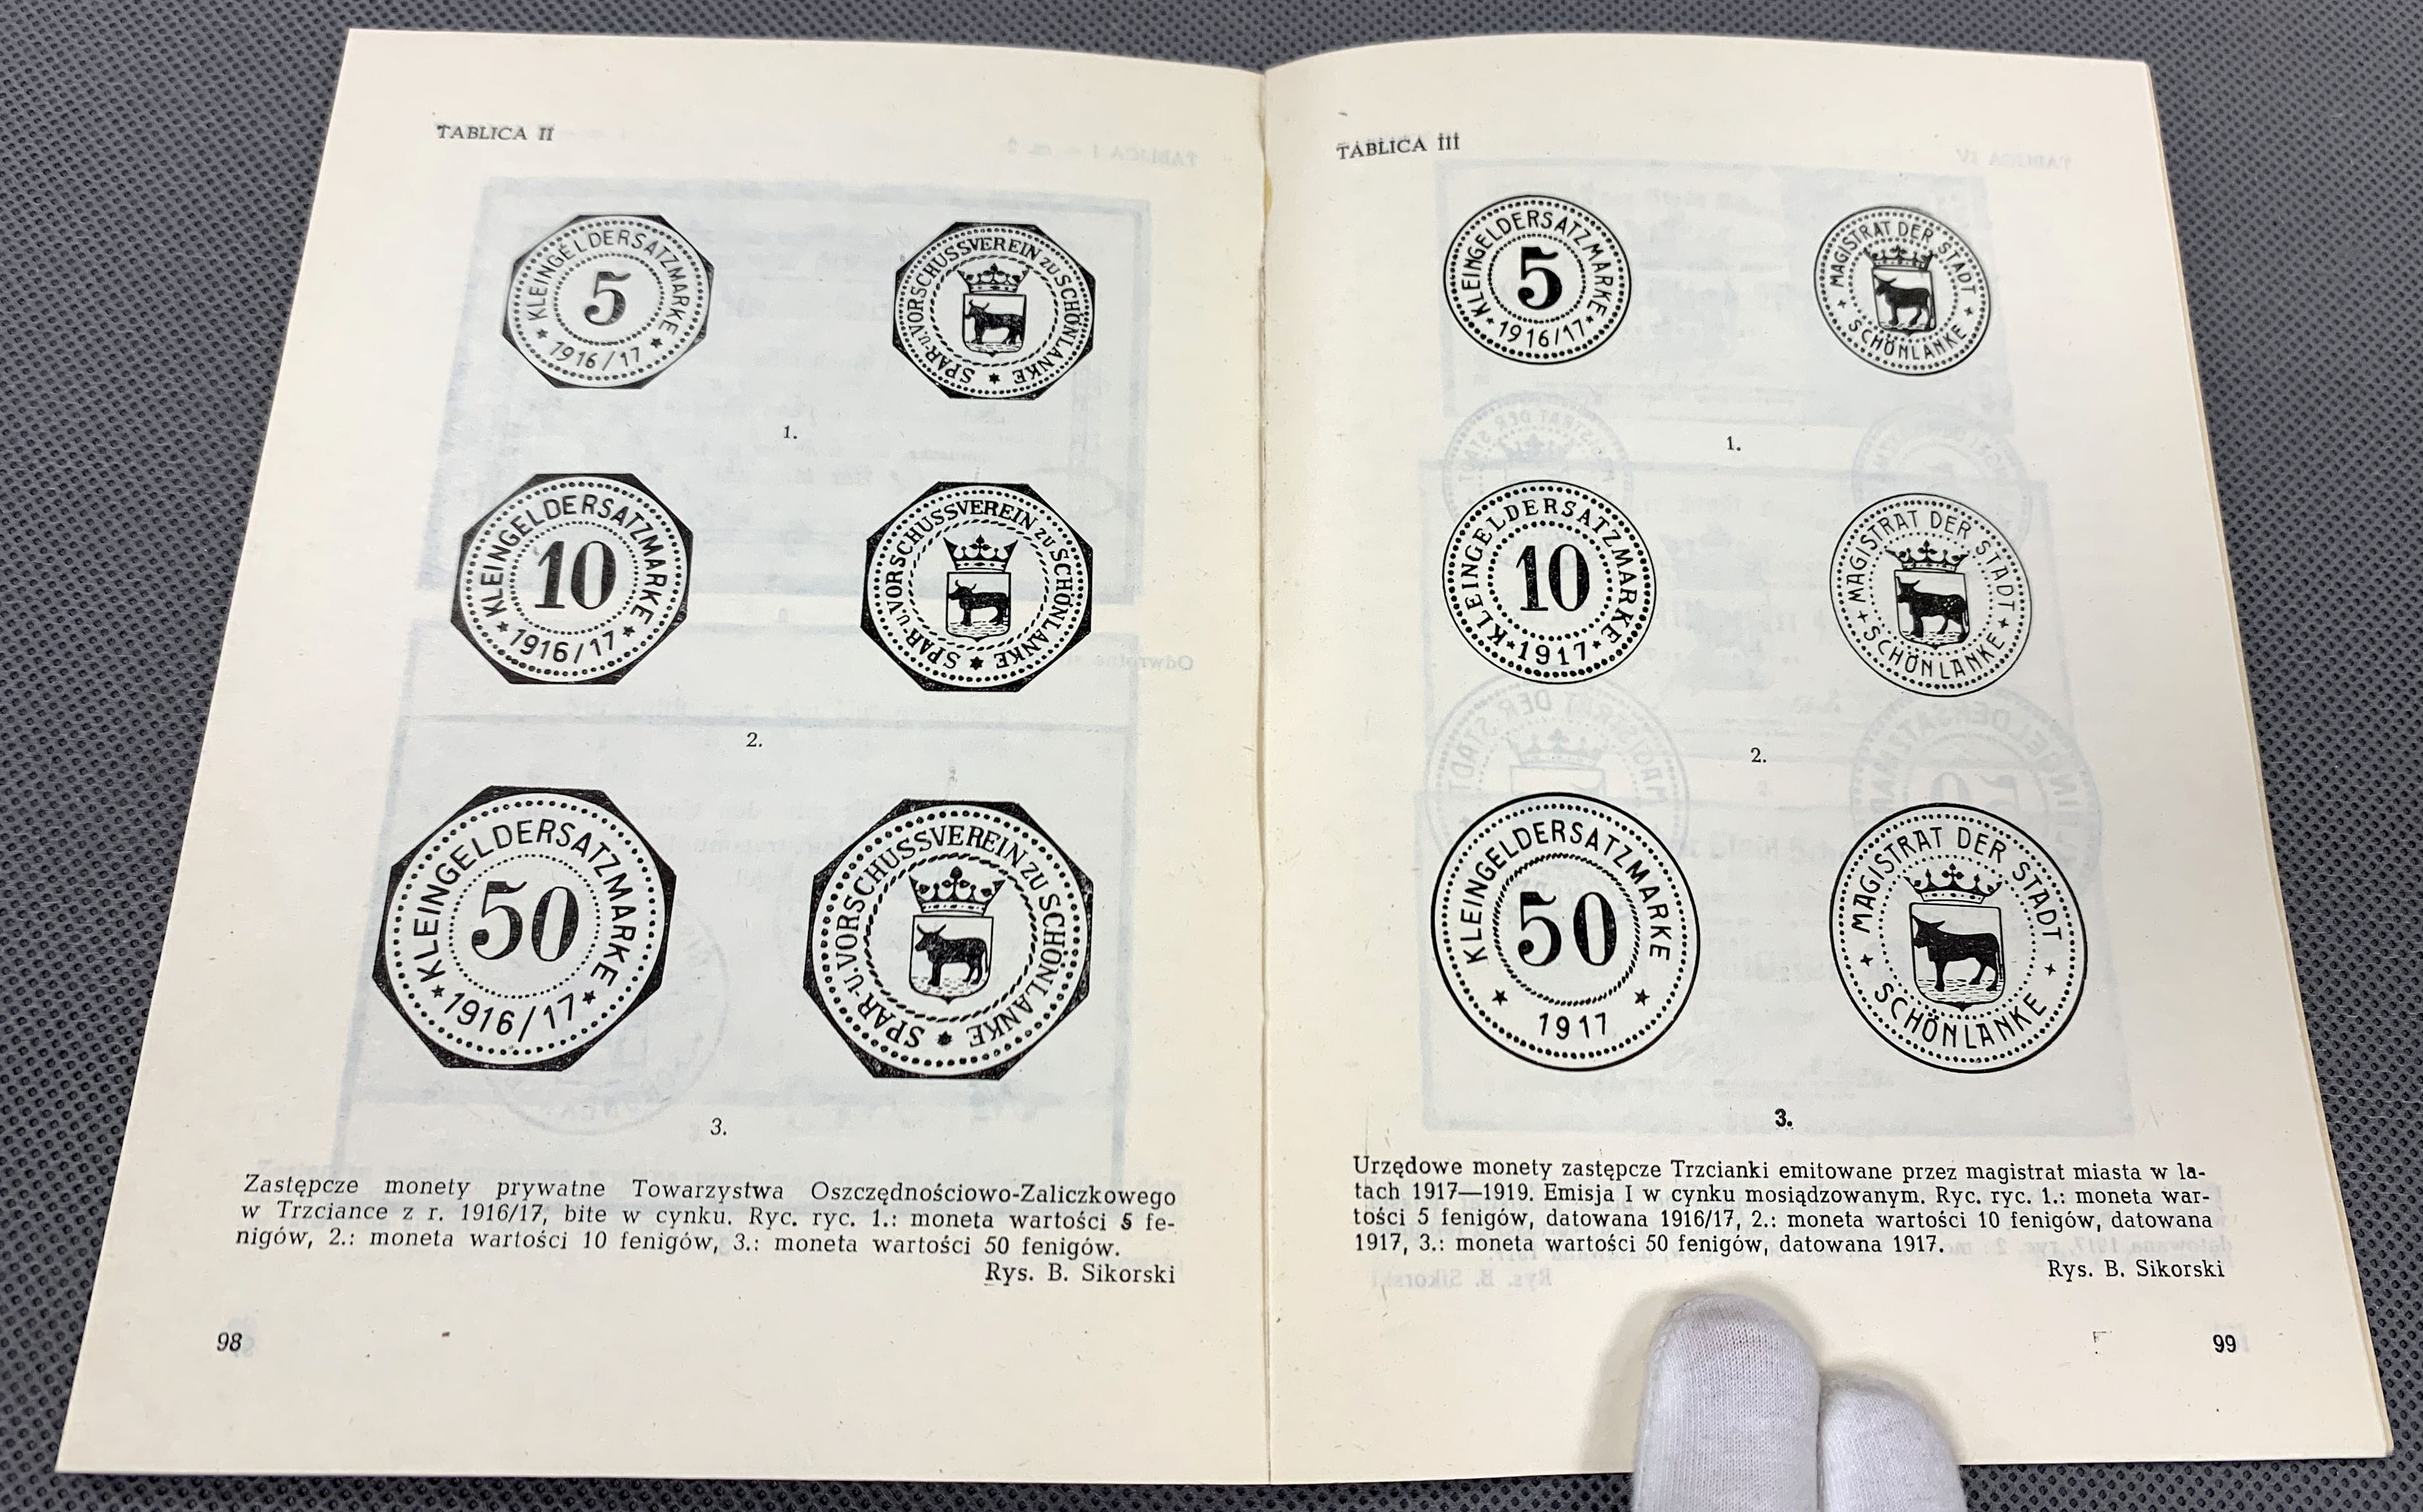 TABLICA II
KLEINGELDERSATZMARKE
5
* 1916/17 *
SPAR-u.VORSCHUSSVEREIN zu SCHÖNLANKE *
1.
KLEINGELDERSATZMARKE
10
* 1916/17 *
SPAR-u.VORSCHUSSVEREIN zu SCHÖNLANKE *
2.
KLEINGELDERSATZMARKE
50
* 1916/17 *
SPAR-u.VORSCHUSSVEREIN ZU SCHÖNLANKE *
3.
Zastępcze monety prywatne Towarzystwa Oszczędnościowo-Zaliczkowego
w Trzciance z r. 1916/17, bite w cynku. Ryc. ryc. 1.: moneta wartości 5 fe-
nigów, 2.: moneta wartości 10 fenigów, 3.: moneta wartości 50 fenigów.
Rys. B. Sikorski
98
TABLICA III
KLEINGELDERSATZMARKE
5
* 1916/17 *
MAGISTRAT DER STADT
+ SCHÖNLANKE +
1.
KLEINGELDERSATZMARKE
10
* 1917 *
MAGISTRAT DER STADT
+ SCHÖNLANKE +
2.
KLEINGELDERSATZMARKE
50
* 1917 *
MAGISTRAT DER STADT
+ SCHÖNLANKE +
3.
Urzędowe monety zastępcze Trzcianki emitowane przez magistrat miasta w la-
tach 1917—1919. Emisja I w cynku mosiądzowanym. Ryc. ryc. 1.: moneta war-
tości 5 fenigów, datowana 1916/17, 2.: moneta wartości 10 fenigów, datowana
1917, 3.: moneta wartości 50 fenigów, datowana 1917.
Rys. B. Sikorski
99